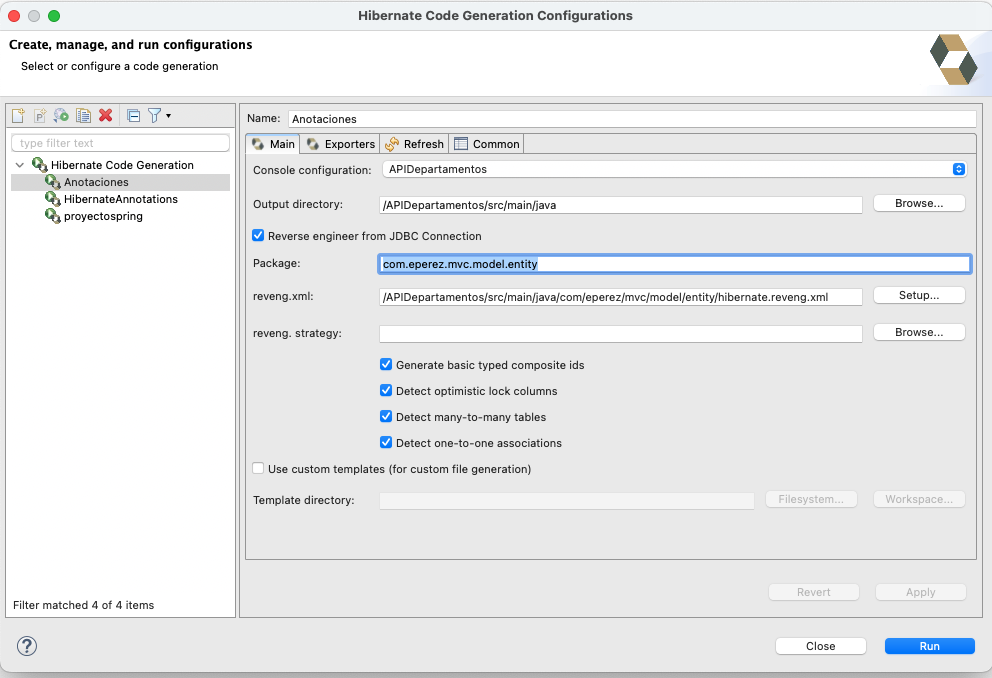 Hibernate Code Generation Configurations
Create, manage, and run configurations
Select or configure a code generation
type filter text
Hibernate Code Generation
Anotaciones
HibernateAnnotations
proyectospring
Filter matched 4 of 4 items
Name: Anotaciones
Main Exporters Refresh Common
Console configuration: APIDepartamentos
Output directory: /APIDepartamentos/src/main/java Browse...
Reverse engineer from JDBC Connection
Package: com.eperez.mvc.model.entity
reveng.xml: /APIDepartamentos/src/main/java/com/eperez/mvc/model/entity/hibernate.reveng.xml Setup...
reveng. strategy: Browse...
Generate basic typed composite ids
Detect optimistic lock columns
Detect many-to-many tables
Detect one-to-one associations
Use custom templates (for custom file generation)
Template directory: Filesystem... Workspace...
Revert Apply
? Close Run